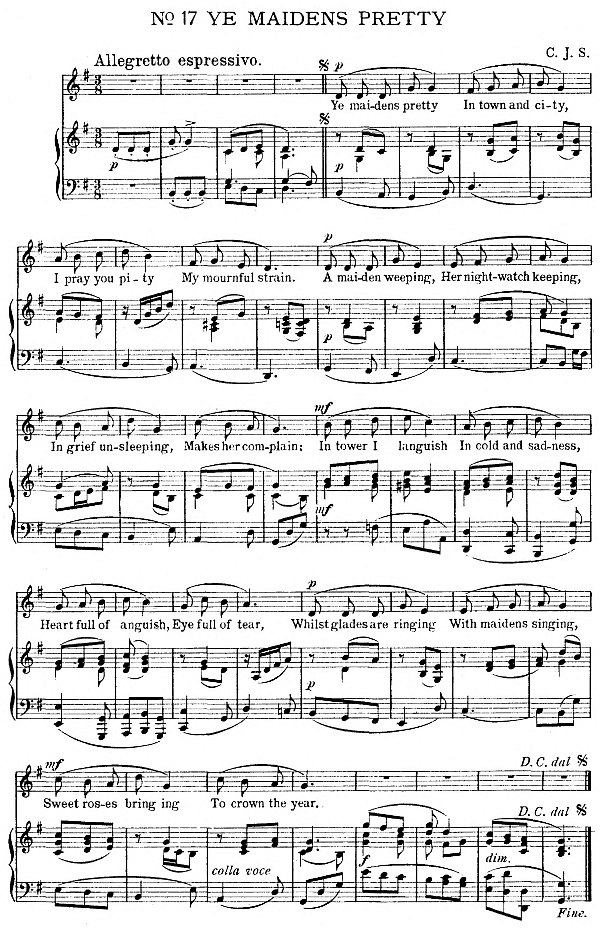 No 17 YE MAIDENS PRETTY
C. J. S.
Allegretto espressivo.
p
Ye mai-dens pretty In town and ci-ty,
p
p
p
I pray you pi-ty My mournful strain. A mai-den weeping, Her night-watch keeping,
p
mf
In grief un-sleeping, Makes her com-plain; In tower I languish In cold and sad-ness,
mf
p
Heart full of anguish, Eye full of tear, Whilst glades are ringing With maidens singing,
p
mf
D. C. dal
Sweet ros-es bring ing To crown the year.
D. C. dal
colla voce
f
dim.
Fine.